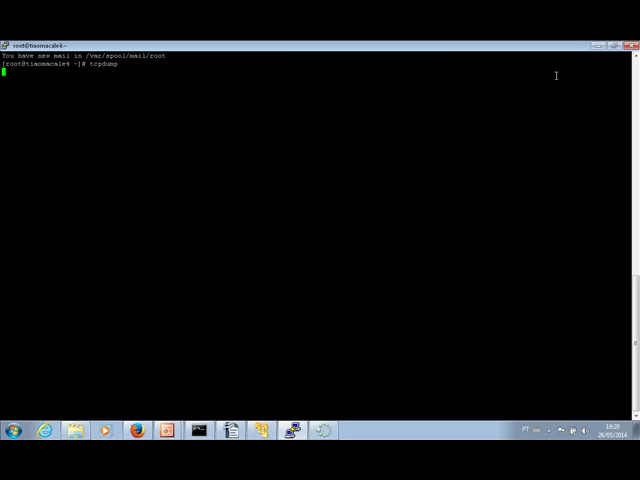 root@tiaomacale4:~
You have new mail in /var/spool/mail/root
[root@tiaomacale4 ~]# tcpdump
PT
19:20
26/05/2014